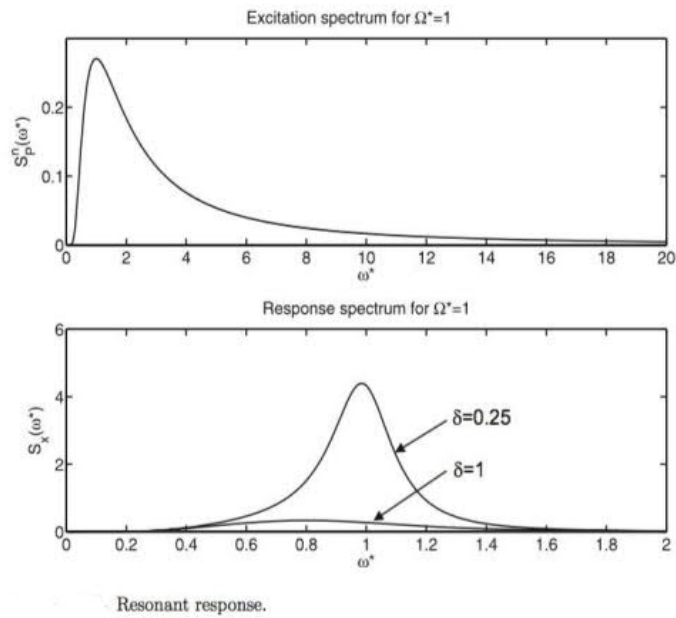 Excitation spectrum for Ω*=1
S_P^n(ω*)
0.2
0.1
0
0 2 4 6 8 10 12 14 16 18 20
ω*
Response spectrum for Ω*=1
S_x(ω*)
6
4
2
0
δ=0.25
δ=1
0 0.2 0.4 0.6 0.8 1 1.2 1.4 1.6 1.8 2
ω*
Resonant response.